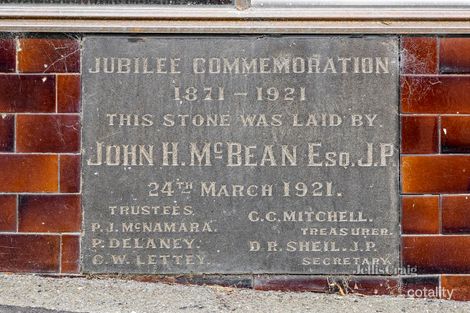 JUBILEE COMMEMORATION
1871 – 1921
THIS STONE WAS LAID BY
JOHN H. McBEAN ESQ. J.P.
24TH MARCH 1921.
TRUSTEES.
P. J. McNAMARA.
P. DELANEY.
G. W. LETTEY.
C. C. MITCHELL.
TREASURER.
D. R. SHEIL. J.P.
SECRETARY.
JellisCraig
cotality